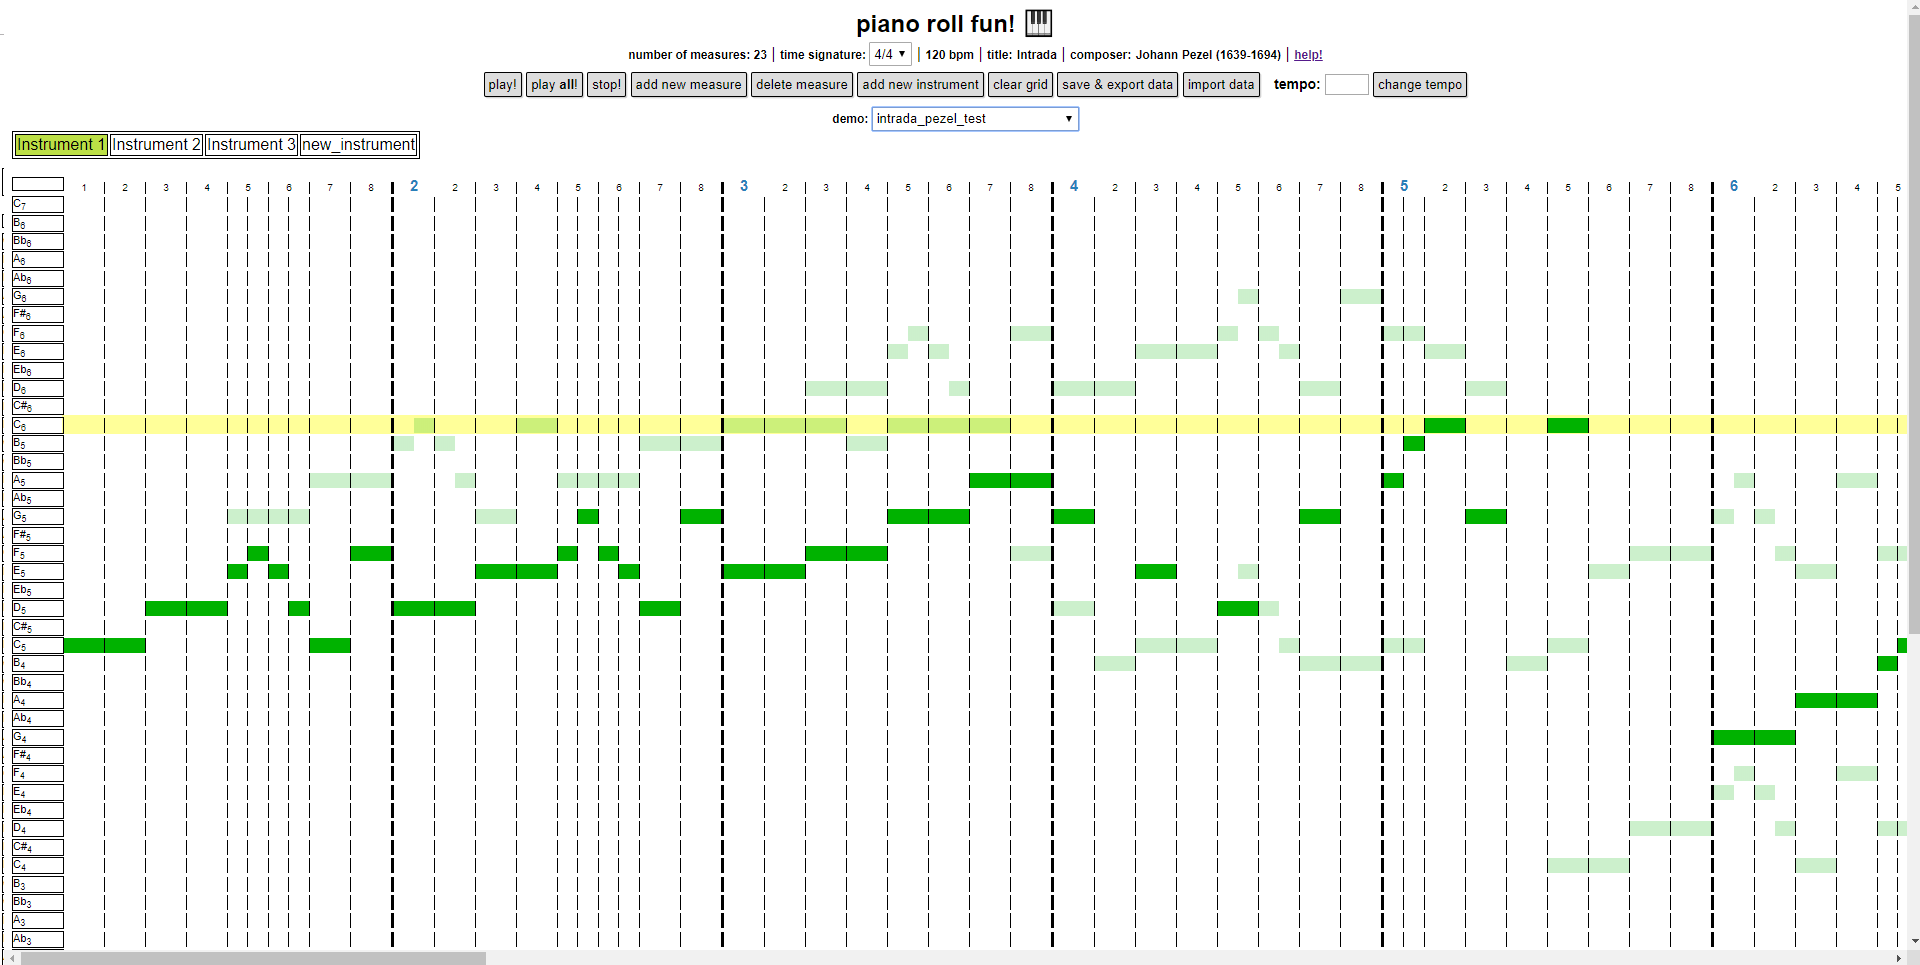 piano roll fun!
number of measures: 23 | time signature: 4/4 | 120 bpm | title: Intrada | composer: Johann Pezel (1639-1694) | help!
play! play all! stop! add new measure delete measure add new instrument clear grid save & export data import data tempo: change tempo
demo: intrada_pezel_test
Instrument 1 Instrument 2 Instrument 3 new_instrument
1 2 3 4 5 6 7 8 2 2 3 4 5 6 7 8 3 2 3 4 5 6 7 8 4 2 3 4 5 6 7 8 5 2 3 4 5 6 7 8 6 2 3 4 5
C7
B6
Bb6
A6
Ab6
G6
F#6
F6
E6
Eb6
D6
C#6
C6
B5
Bb5
A5
Ab5
G5
F#5
F5
E5
Eb5
D5
C#5
C5
B4
Bb4
A4
Ab4
G4
F#4
F4
E4
Eb4
D4
C#4
C4
B3
Bb3
A3
Ab3